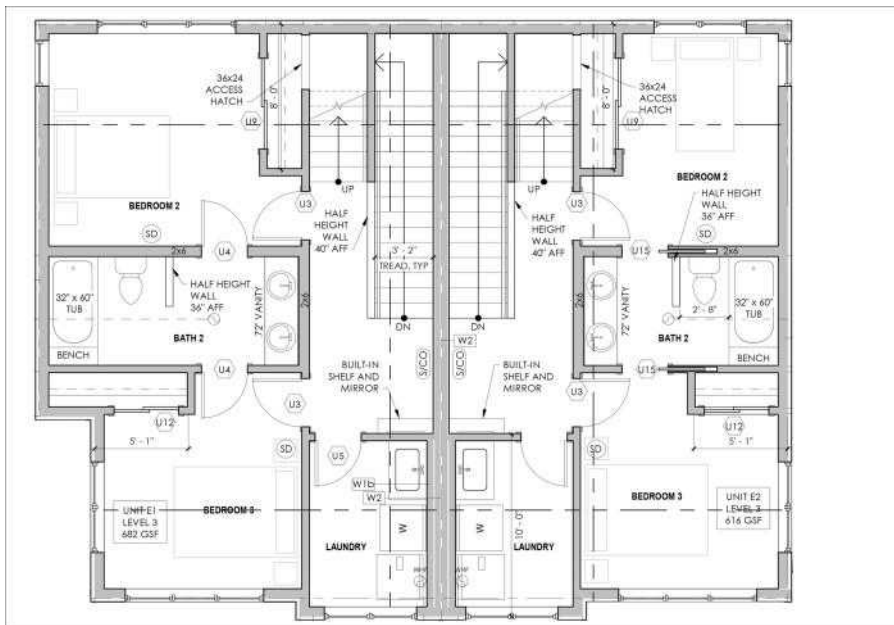 36x24
ACCESS
HATCH
8' - 0"
U9
BEDROOM 2
SD
U3
U4
UP
HALF
HEIGHT
WALL
40" AFF
3' - 2"
TREAD, TYP
2x6
32" x 60"
TUB
BENCH
HALF HEIGHT
WALL
36" AFF
BATH 2
72" VANITY
2x6
DN
U4
U3
BUILT-IN
SHELF AND
MIRROR
S/CO
W2
U12
5' - 1"
SD
U5
W1b
W2
UNIT E1
LEVEL 3
682 GSF
BEDROOM 3
LAUNDRY
W
36x24
ACCESS
HATCH
8' - 0"
U9
BEDROOM 2
HALF HEIGHT
WALL
36" AFF
SD
U3
UP
HALF
HEIGHT
WALL
40" AFF
U15
2x6
32" x 60"
TUB
BENCH
2' - 8"
BATH 2
72" VANITY
2x6
DN
S/CO
U15
U3
BUILT-IN
SHELF AND
MIRROR
U12
5' - 1"
SD
BEDROOM 3
UNIT E2
LEVEL 3
616 GSF
W
10' - 0"
LAUNDRY